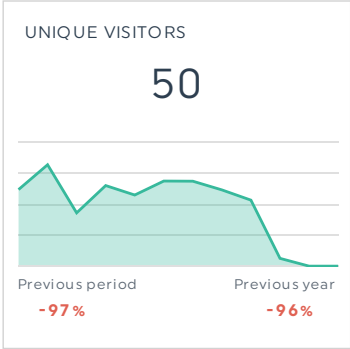 UNIQUE VISITORS
50
Previous period Previous year
-97% -96%